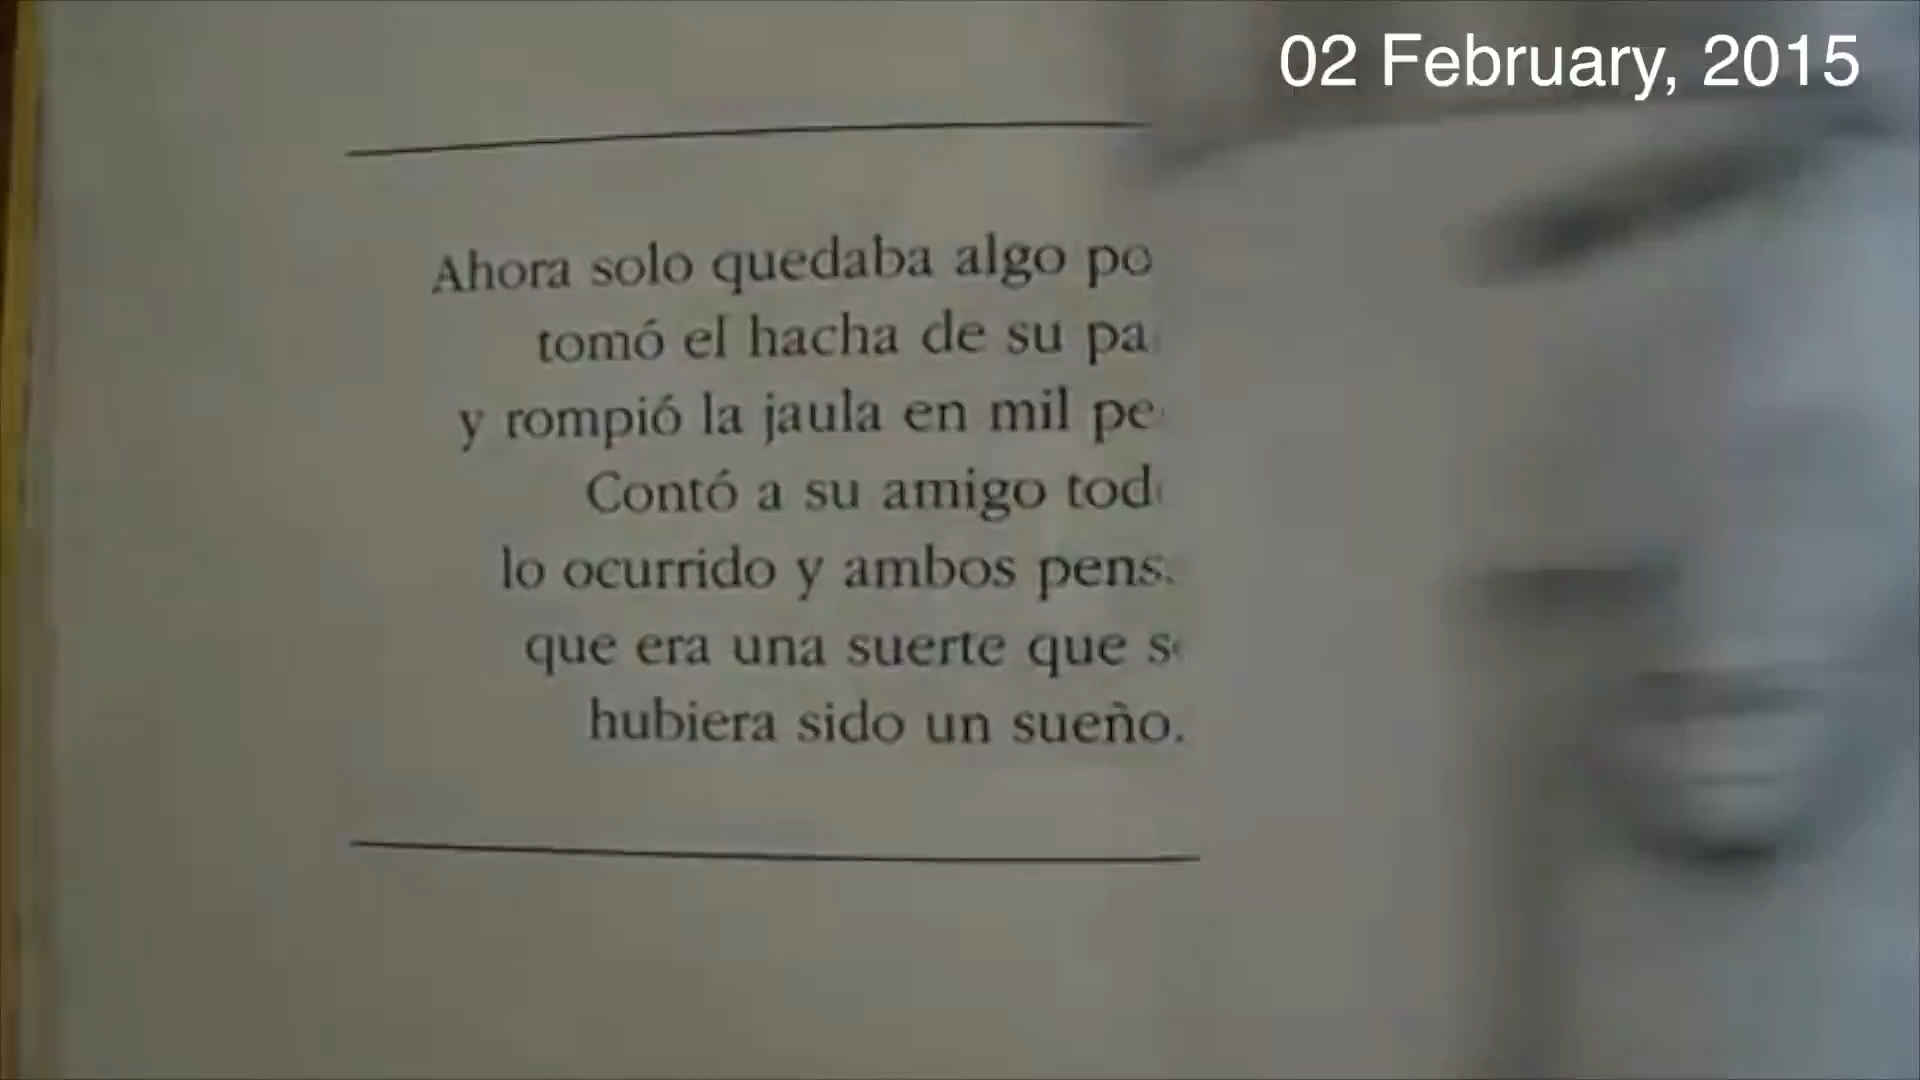 02 February, 2015
Ahora solo quedaba algo po
tomó el hacha de su pa
y rompió la jaula en mil pe
Contó a su amigo tod
lo ocurrido y ambos pens
que era una suerte que s
hubiera sido un sueño.